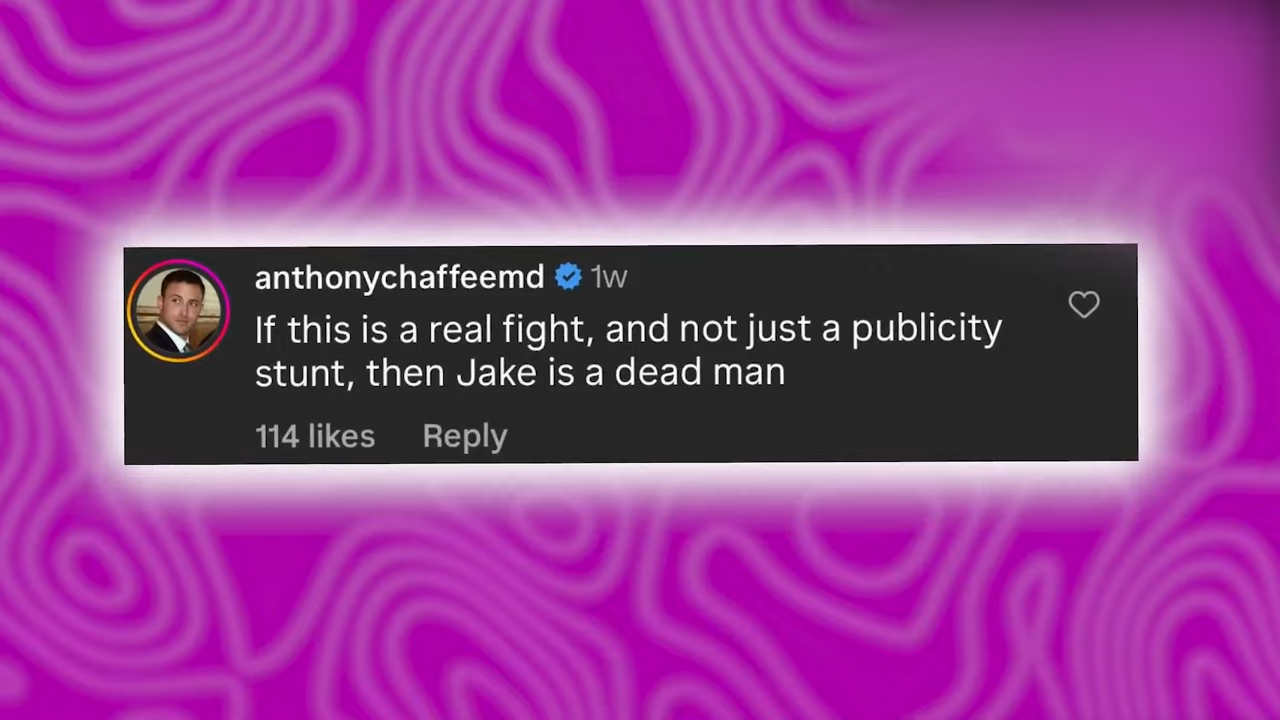 anthonychaffeemd 1w
If this is a real fight, and not just a publicity
stunt, then Jake is a dead man
114 likes Reply